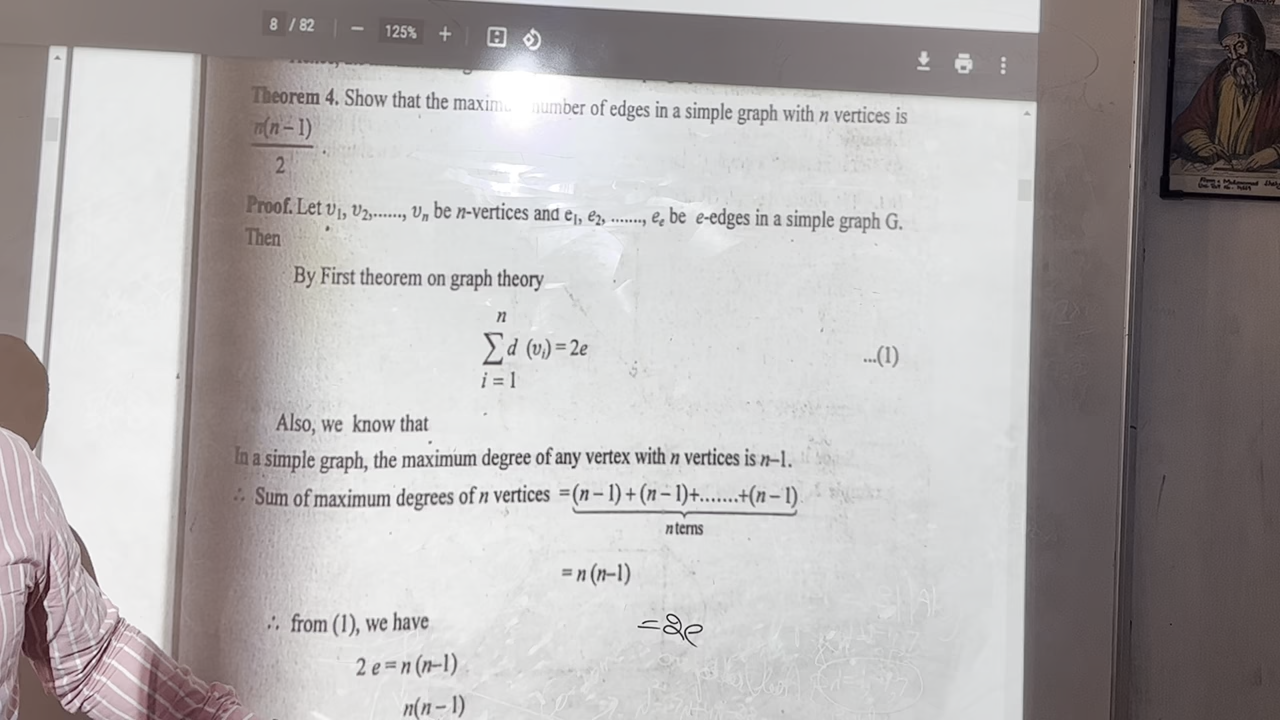 8 / 82 − 125% +
Theorem 4. Show that the maxim number of edges in a simple graph with n vertices is
n(n – 1)
2
Proof. Let v₁, v₂,......, vₙ be n-vertices and e₁, e₂, ........, eₑ be e-edges in a simple graph G.
Then
By First theorem on graph theory
n
∑ d (vᵢ) = 2e ...(1)
i = 1
Also, we know that
In a simple graph, the maximum degree of any vertex with n vertices is n–1.
∴ Sum of maximum degrees of n vertices = (n – 1) + (n – 1)+.......+(n – 1)
n terns
= n (n–1)
∴ from (1), we have
= 2e
2 e = n (n–1)
n(n – 1)